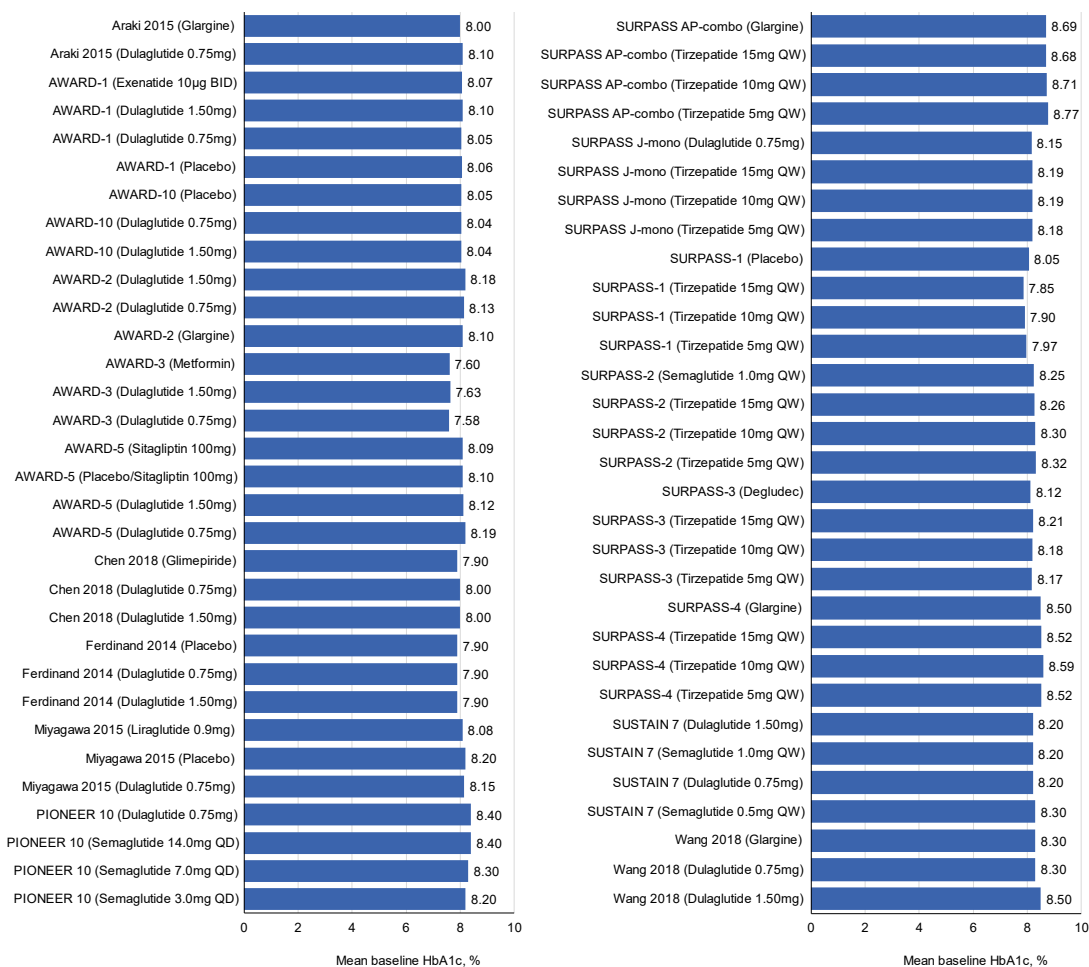 Araki 2015 (Glargine) 8.00
Araki 2015 (Dulaglutide 0.75mg) 8.10
AWARD-1 (Exenatide 10µg BID) 8.07
AWARD-1 (Dulaglutide 1.50mg) 8.10
AWARD-1 (Dulaglutide 0.75mg) 8.05
AWARD-1 (Placebo) 8.06
AWARD-10 (Placebo) 8.05
AWARD-10 (Dulaglutide 0.75mg) 8.04
AWARD-10 (Dulaglutide 1.50mg) 8.04
AWARD-2 (Dulaglutide 1.50mg) 8.18
AWARD-2 (Dulaglutide 0.75mg) 8.13
AWARD-2 (Glargine) 8.10
AWARD-3 (Metformin) 7.60
AWARD-3 (Dulaglutide 1.50mg) 7.63
AWARD-3 (Dulaglutide 0.75mg) 7.58
AWARD-5 (Sitagliptin 100mg) 8.09
AWARD-5 (Placebo/Sitagliptin 100mg) 8.10
AWARD-5 (Dulaglutide 1.50mg) 8.12
AWARD-5 (Dulaglutide 0.75mg) 8.19
Chen 2018 (Glimepiride) 7.90
Chen 2018 (Dulaglutide 0.75mg) 8.00
Chen 2018 (Dulaglutide 1.50mg) 8.00
Ferdinand 2014 (Placebo) 7.90
Ferdinand 2014 (Dulaglutide 0.75mg) 7.90
Ferdinand 2014 (Dulaglutide 1.50mg) 7.90
Miyagawa 2015 (Liraglutide 0.9mg) 8.08
Miyagawa 2015 (Placebo) 8.20
Miyagawa 2015 (Dulaglutide 0.75mg) 8.15
PIONEER 10 (Dulaglutide 0.75mg) 8.40
PIONEER 10 (Semaglutide 14.0mg QD) 8.40
PIONEER 10 (Semaglutide 7.0mg QD) 8.30
PIONEER 10 (Semaglutide 3.0mg QD) 8.20
0 2 4 6 8 10
Mean baseline HbA1c, %
SURPASS AP-combo (Glargine) 8.69
SURPASS AP-combo (Tirzepatide 15mg QW) 8.68
SURPASS AP-combo (Tirzepatide 10mg QW) 8.71
SURPASS AP-combo (Tirzepatide 5mg QW) 8.77
SURPASS J-mono (Dulaglutide 0.75mg) 8.15
SURPASS J-mono (Tirzepatide 15mg QW) 8.19
SURPASS J-mono (Tirzepatide 10mg QW) 8.19
SURPASS J-mono (Tirzepatide 5mg QW) 8.18
SURPASS-1 (Placebo) 8.05
SURPASS-1 (Tirzepatide 15mg QW) 7.85
SURPASS-1 (Tirzepatide 10mg QW) 7.90
SURPASS-1 (Tirzepatide 5mg QW) 7.97
SURPASS-2 (Semaglutide 1.0mg QW) 8.25
SURPASS-2 (Tirzepatide 15mg QW) 8.26
SURPASS-2 (Tirzepatide 10mg QW) 8.30
SURPASS-2 (Tirzepatide 5mg QW) 8.32
SURPASS-3 (Degludec) 8.12
SURPASS-3 (Tirzepatide 15mg QW) 8.21
SURPASS-3 (Tirzepatide 10mg QW) 8.18
SURPASS-3 (Tirzepatide 5mg QW) 8.17
SURPASS-4 (Glargine) 8.50
SURPASS-4 (Tirzepatide 15mg QW) 8.52
SURPASS-4 (Tirzepatide 10mg QW) 8.59
SURPASS-4 (Tirzepatide 5mg QW) 8.52
SUSTAIN 7 (Dulaglutide 1.50mg) 8.20
SUSTAIN 7 (Semaglutide 1.0mg QW) 8.20
SUSTAIN 7 (Dulaglutide 0.75mg) 8.20
SUSTAIN 7 (Semaglutide 0.5mg QW) 8.30
Wang 2018 (Glargine) 8.30
Wang 2018 (Dulaglutide 0.75mg) 8.30
Wang 2018 (Dulaglutide 1.50mg) 8.50
0 2 4 6 8 10
Mean baseline HbA1c, %